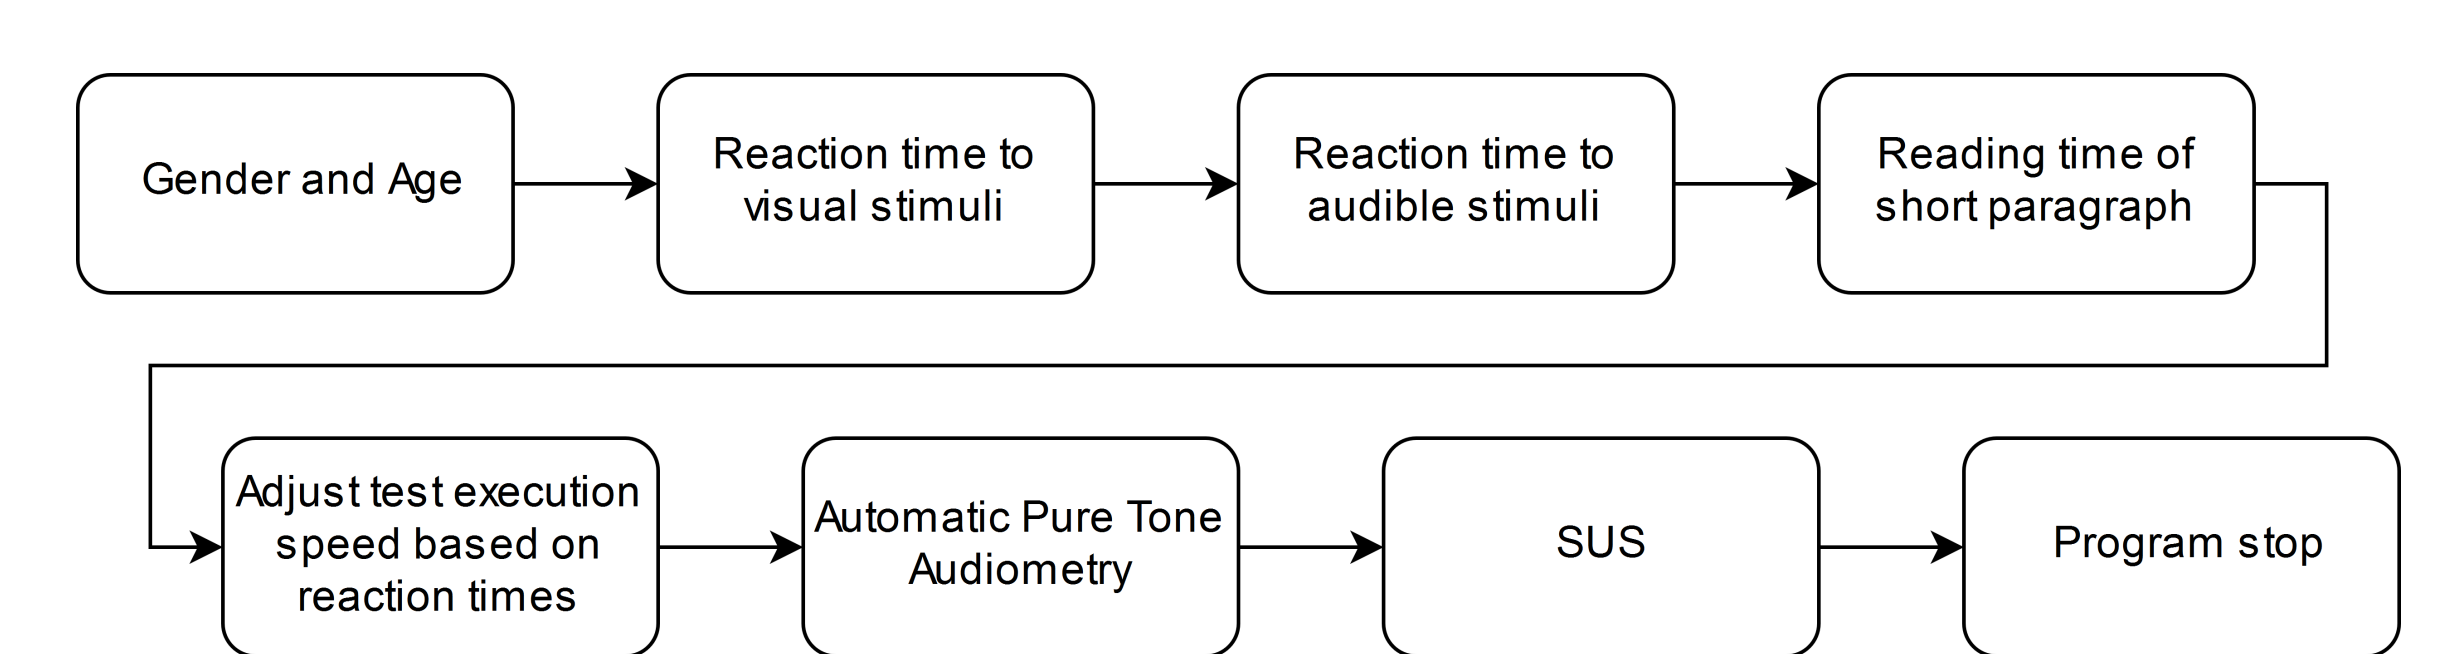 Gender and Age
Reaction time to
visual stimuli
Reaction time to
audible stimuli
Reading time of
short paragraph
Adjust test execution
speed based on
reaction times
Automatic Pure Tone
Audiometry
SUS
Program stop